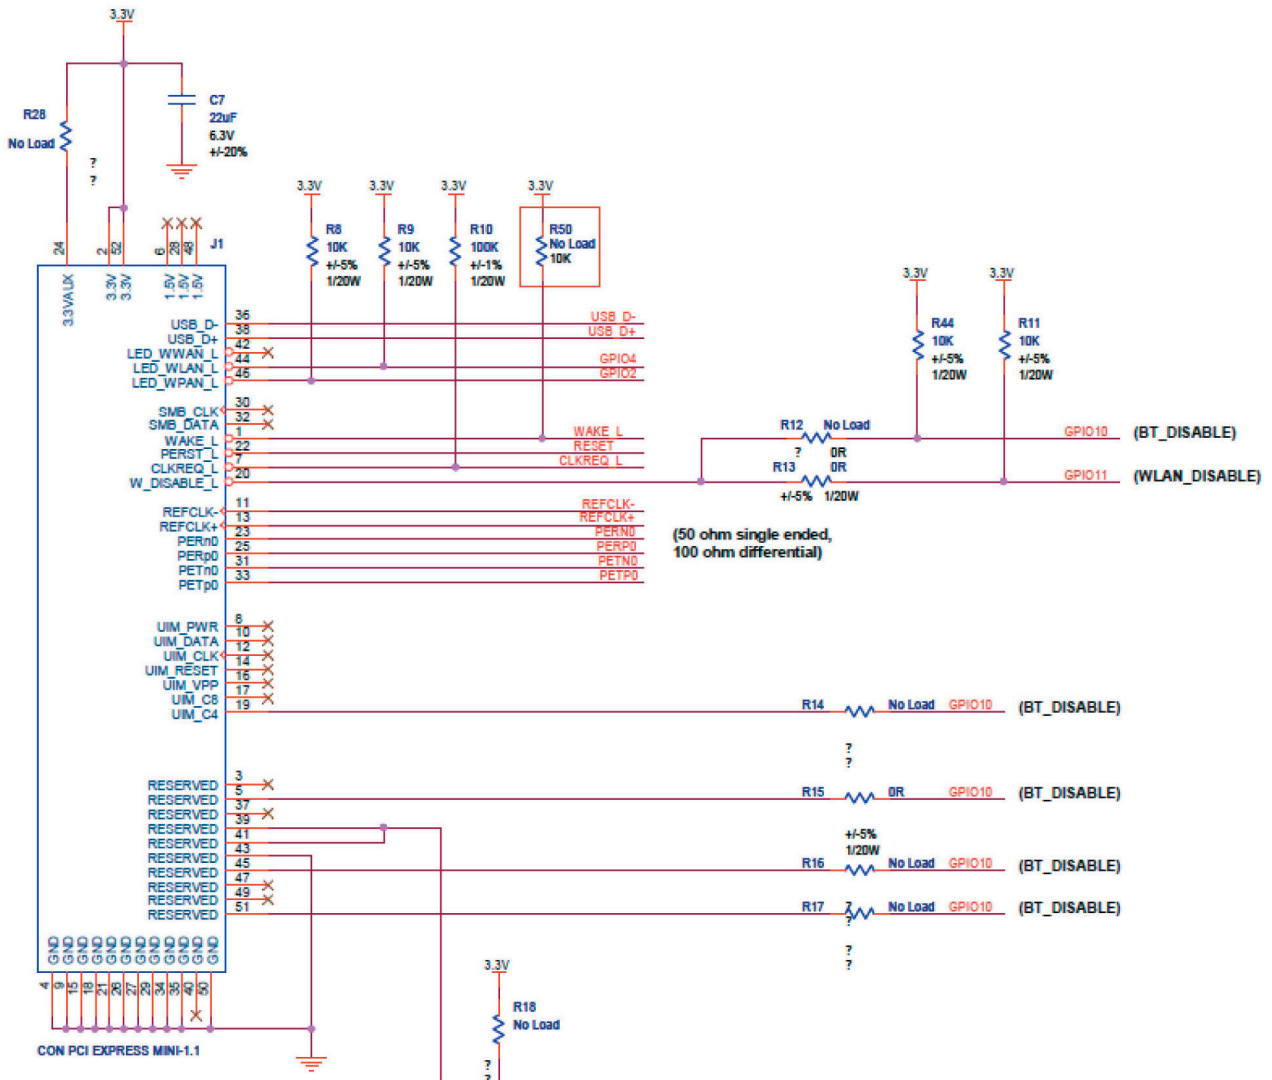 3.3V
R28
No Load
?
?
C7
22uF
6.3V
+/-20%
3.3V
3.3V
3.3V
3.3V
R8
10K
+/-5%
1/20W
R9
10K
+/-5%
1/20W
R10
100K
+/-1%
1/20W
R50
No Load
10K
24
2
52
6
28
48
J1
3.3VAUX
3.3V
3.3V
1.5V
1.5V
1.5V
3.3V
3.3V
R44
10K
+/-5%
1/20W
R11
10K
+/-5%
1/20W
USB_D- 36 USB_D-
USB_D+ 38 USB_D+
LED_WWAN_L 42
LED_WLAN_L 44 GPIO4
LED_WPAN_L 46 GPIO2
SMB_CLK 30
SMB_DATA 32
WAKE_L 1 WAKE_L
PERST_L 22 RESET
CLKREQ_L 7 CLKREQ_L
W_DISABLE_L 20
R12 No Load
? 0R
GPIO10 (BT_DISABLE)
R13 0R
+/-5% 1/20W
GPIO11 (WLAN_DISABLE)
REFCLK- 11 REFCLK-
REFCLK+ 13 REFCLK+
PERn0 23 PERN0
PERp0 25 PERP0
PETn0 31 PETN0
PETp0 33 PETP0
(50 ohm single ended,
100 ohm differential)
UIM_PWR 8
UIM_DATA 10
UIM_CLK 12
UIM_RESET 14
UIM_VPP 16
UIM_C8 17
UIM_C4 19
R14 No Load GPIO10 (BT_DISABLE)
?
?
RESERVED 3
RESERVED 5
R15 0R GPIO10 (BT_DISABLE)
+/-5%
1/20W
RESERVED 37
RESERVED 39
RESERVED 41
RESERVED 43
RESERVED 45
R16 No Load GPIO10 (BT_DISABLE)
?
?
RESERVED 47
RESERVED 49
RESERVED 51
R17 No Load GPIO10 (BT_DISABLE)
?
?
GND GND GND GND GND GND GND GND GND GND GND GND
4 9 15 18 21 26 27 29 34 35 40 50
CON PCI EXPRESS MINI-1.1
3.3V
R18
No Load
?
?